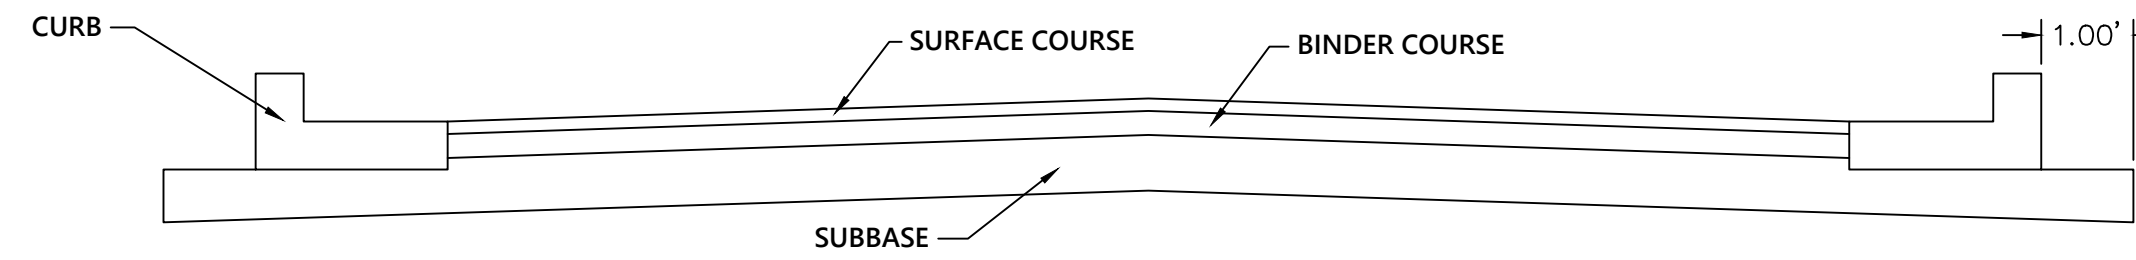 CURB
SURFACE COURSE
BINDER COURSE
1.00'
SUBBASE